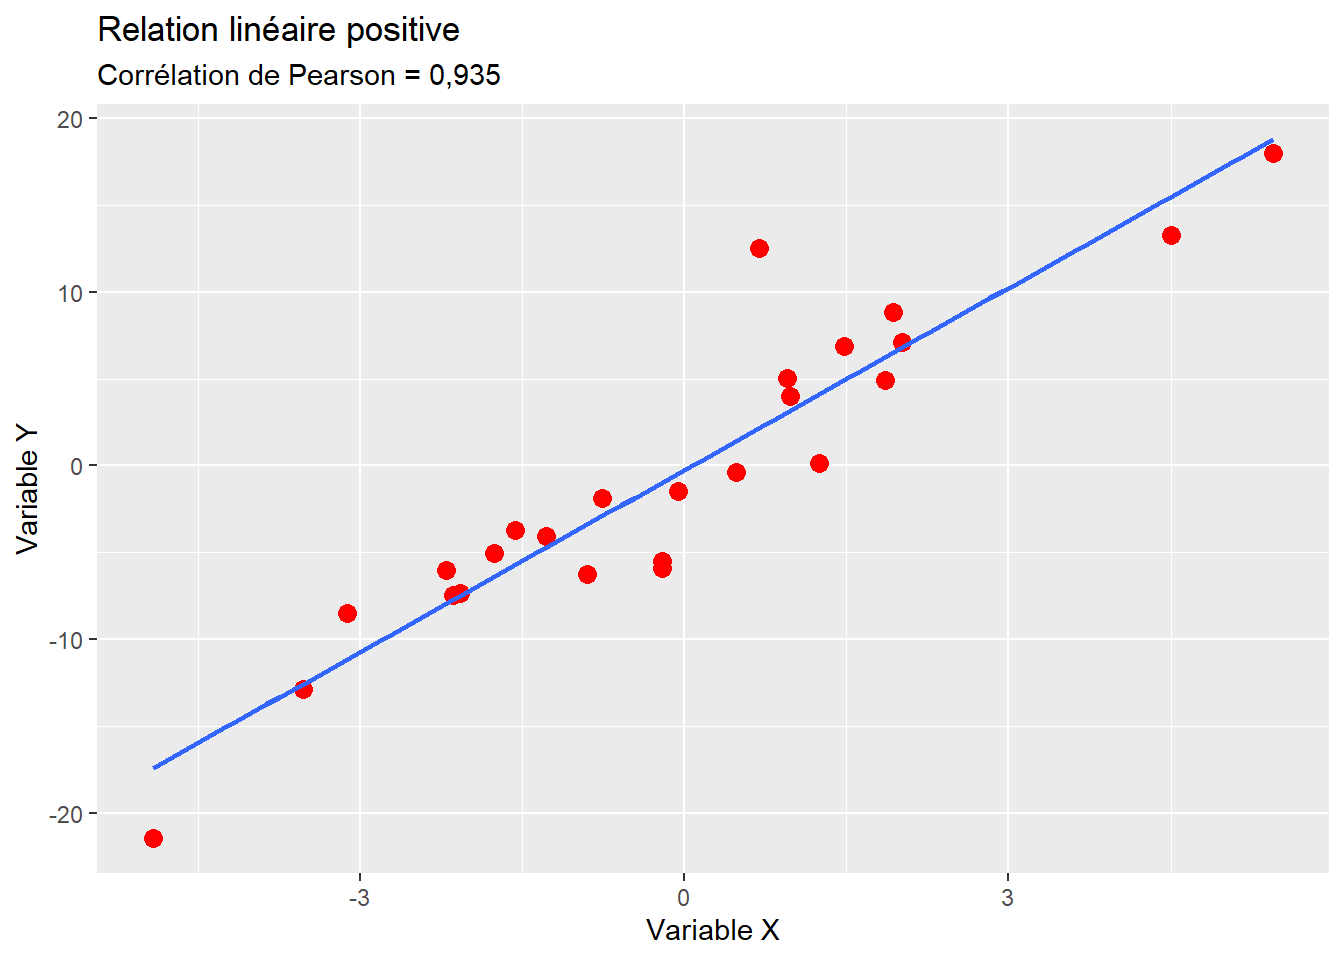 Relation linéaire positive
Corrélation de Pearson = 0,935
20
10
0
-10
-20
Variable Y
-3
0
3
Variable X